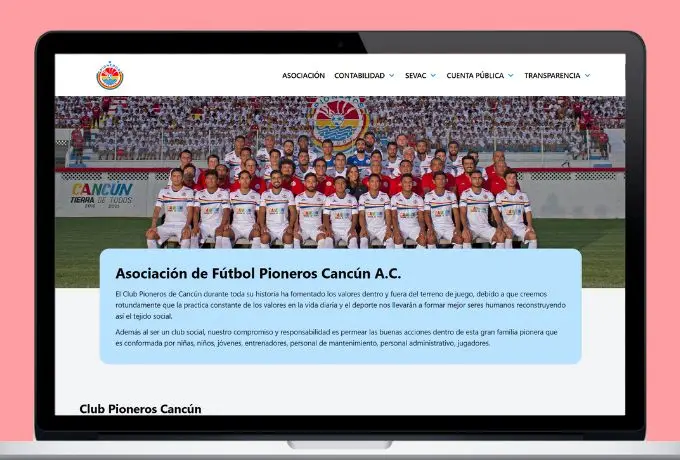 ASOCIACIÓN CONTABILIDAD SEVAC CUENTA PÚBLICA TRANSPARENCIA
CANCÚN
TIERRA DE TODOS
Asociación de Fútbol Pioneros Cancún A.C.
El Club Pioneros de Cancún durante toda su historia ha fomentado los valores dentro y fuera del terreno de juego, debido a que creemos
rotundamente que la practica constante de los valores en la vida diaria y el deporte nos llevarán a formar mejor seres humanos reconstruyendo
así el tejido social.
Además al ser un club social, nuestro compromiso y responsabilidad es permear las buenas acciones dentro de esta gran familia pionera que
es conformada por niñas, niños, jóvenes, entrenadores, personal de mantenimiento, personal administrativo, jugadores.
Club Pioneros Cancún